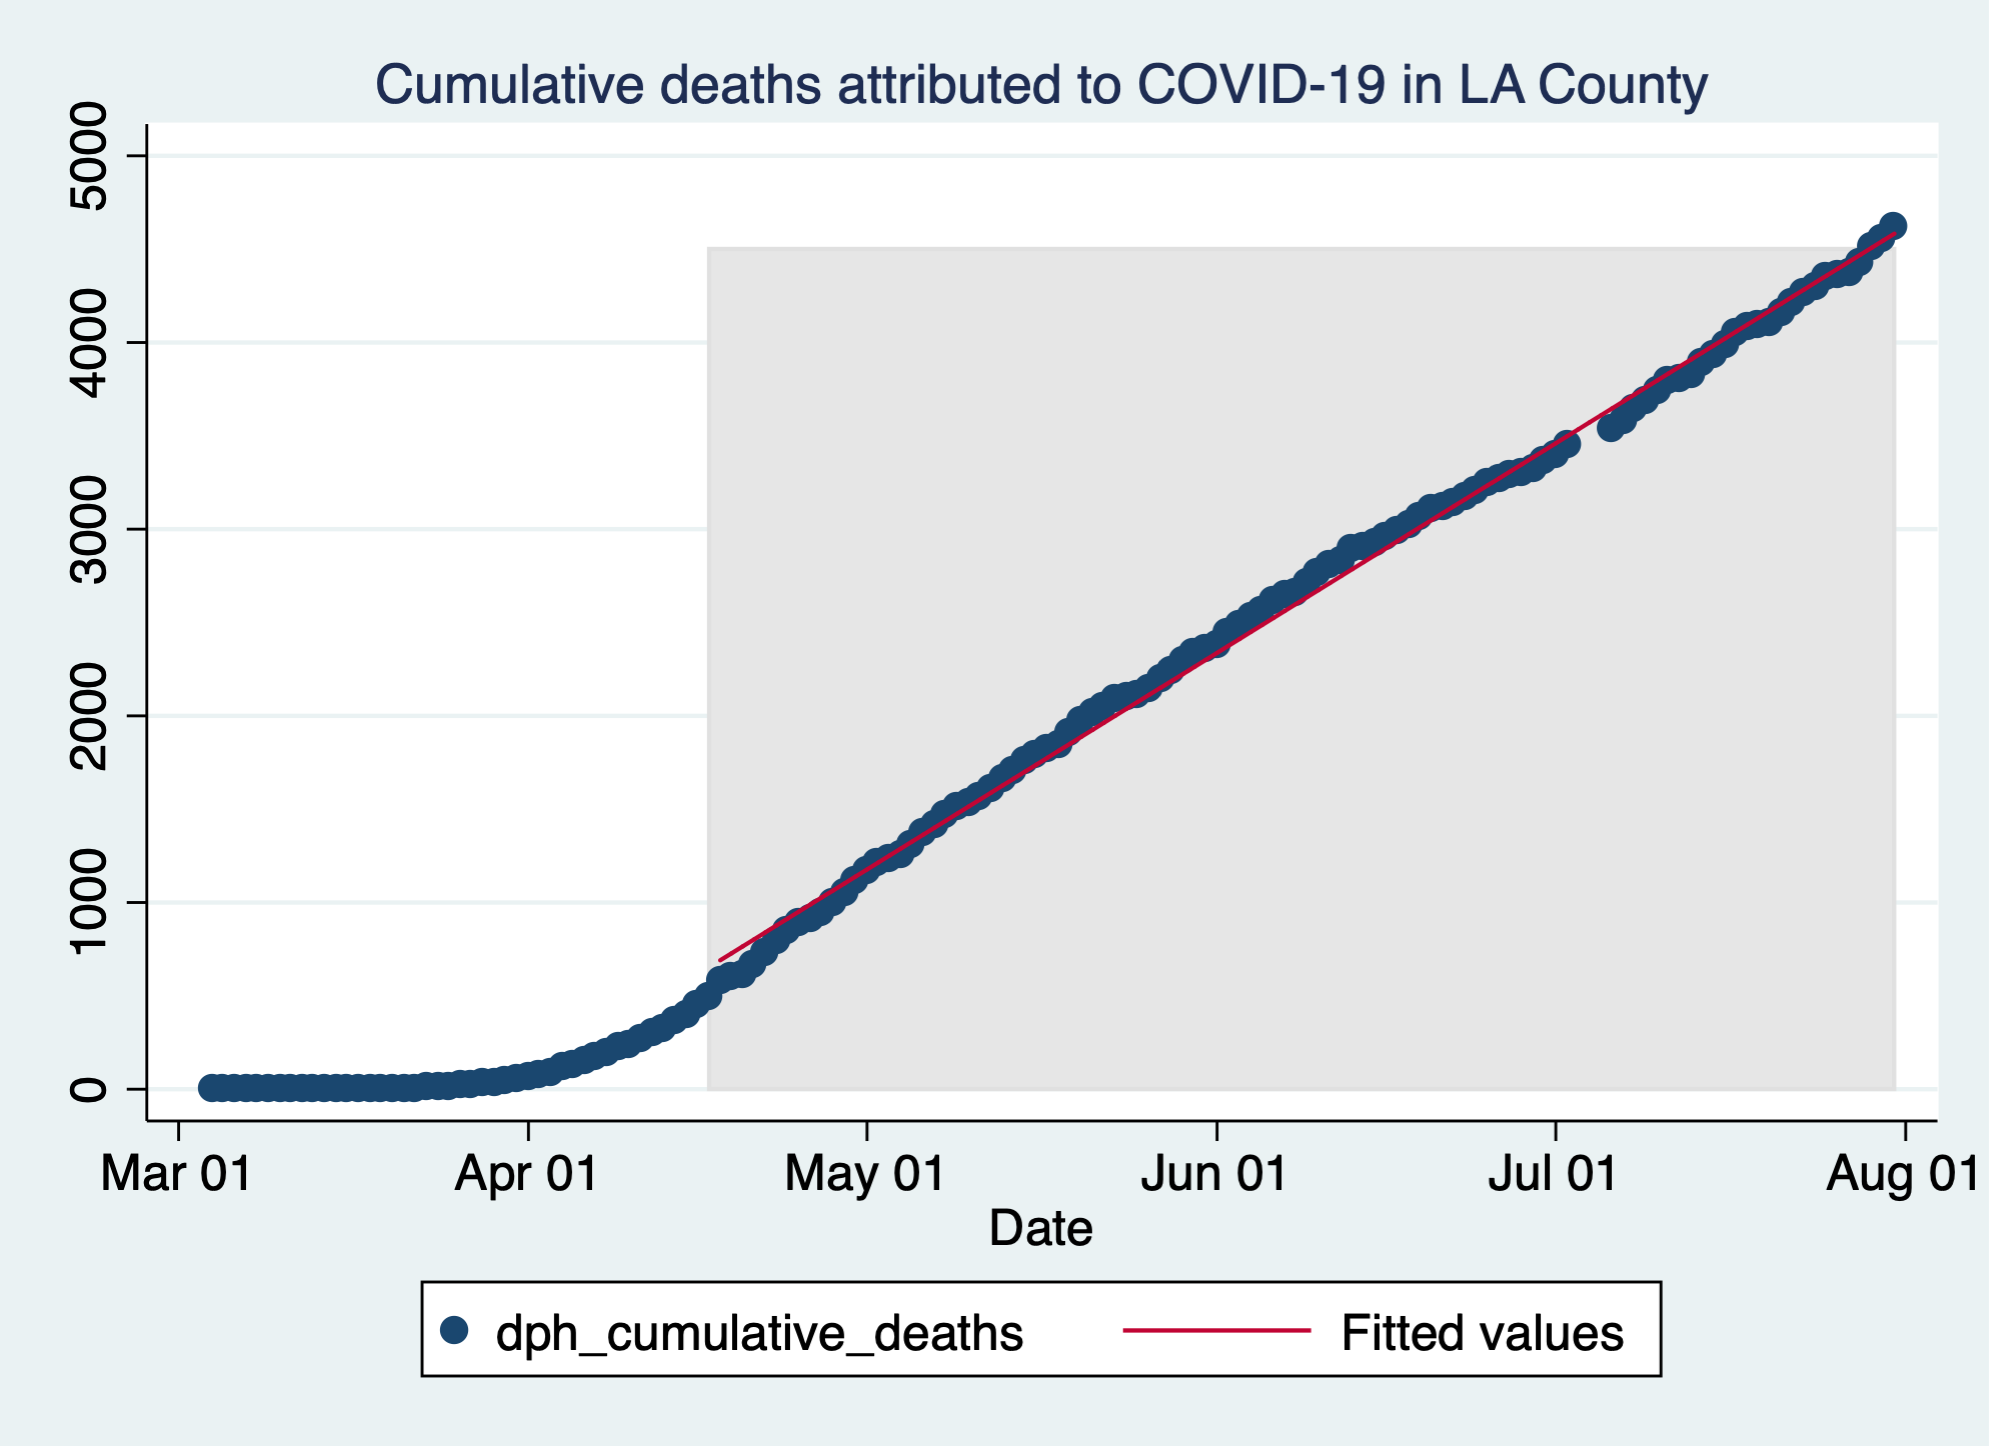 Cumulative deaths attributed to COVID-19 in LA County
5000
4000
3000
2000
1000
0
Mar 01 Apr 01 May 01 Jun 01 Jul 01 Aug 01
Date
dph_cumulative_deaths Fitted values